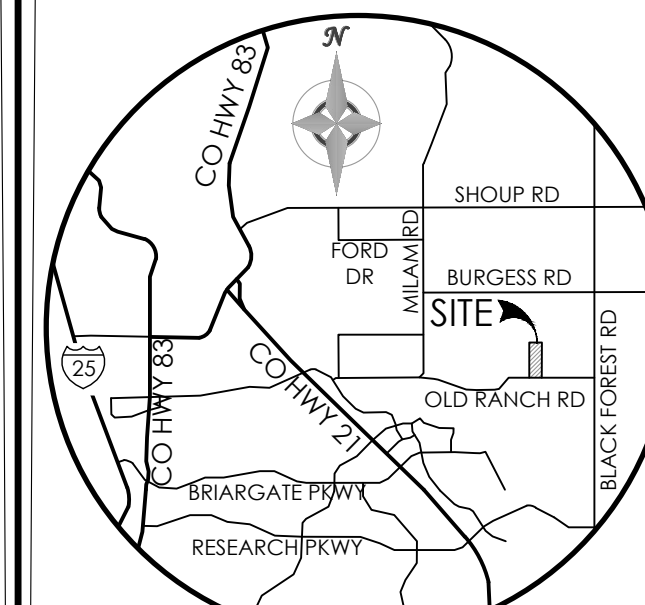 N
CO HWY 83
SHOUP RD
FORD
DR
MILAM RD
BURGESS RD
SITE
25
CO HWY 83
CO HWY 21
OLD RANCH RD
BLACK FOREST RD
BRIARGATE PKWY
RESEARCH PKWY